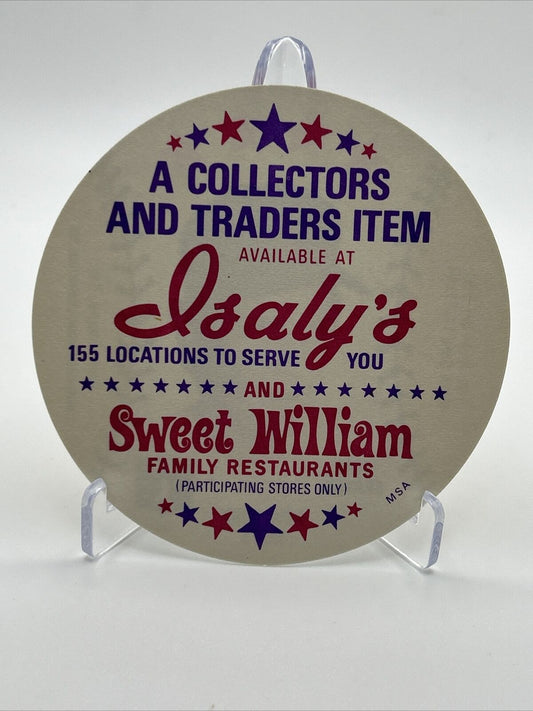 A COLLECTORS
AND TRADERS ITEM
AVAILABLE AT
Isaly's
155 LOCATIONS TO SERVE YOU
AND
Sweet William
FAMILY RESTAURANTS
(PARTICIPATING STORES ONLY)
MSA